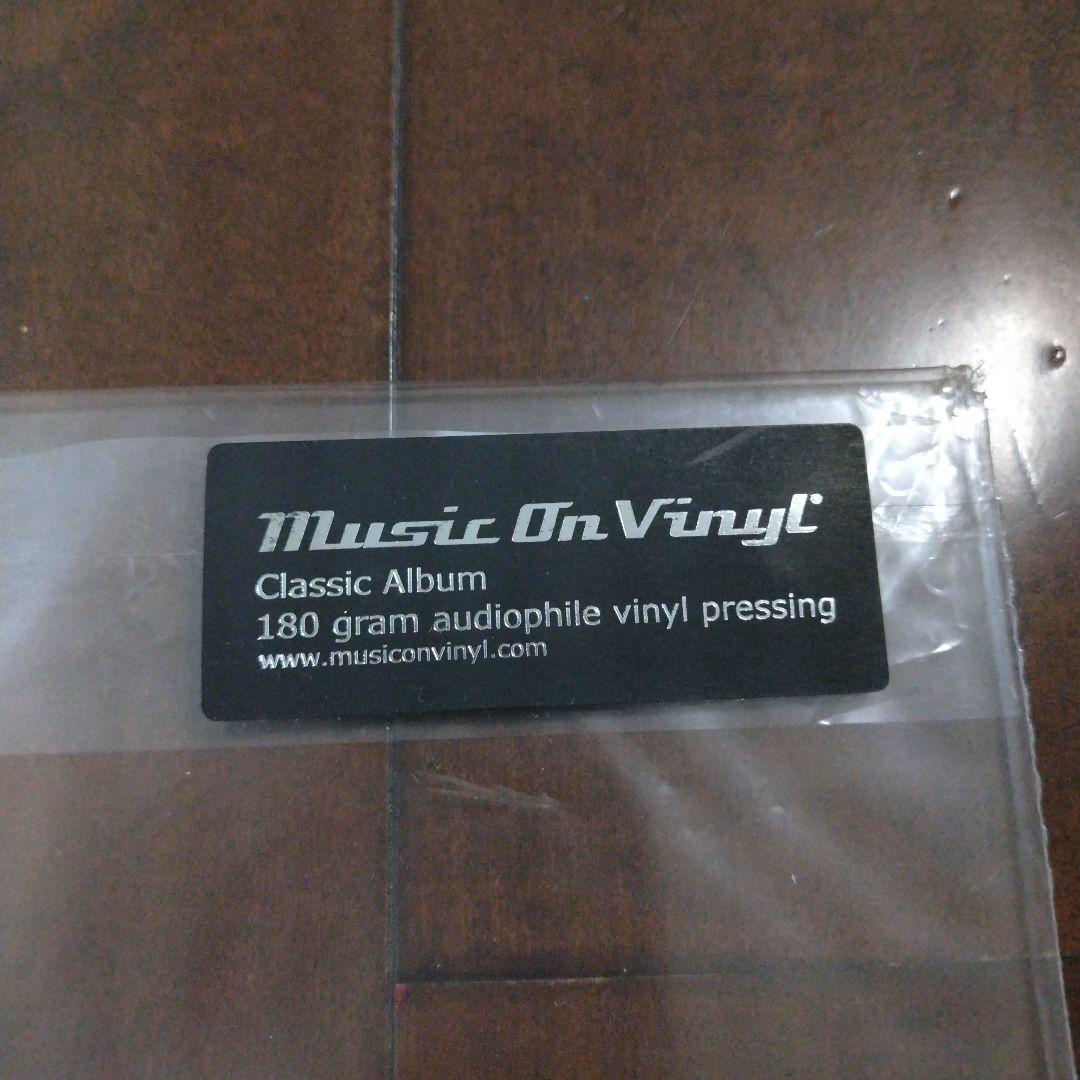 Music On Vinyl
Classic Album
180 gram audiophile vinyl pressing
www.musiconvinyl.com